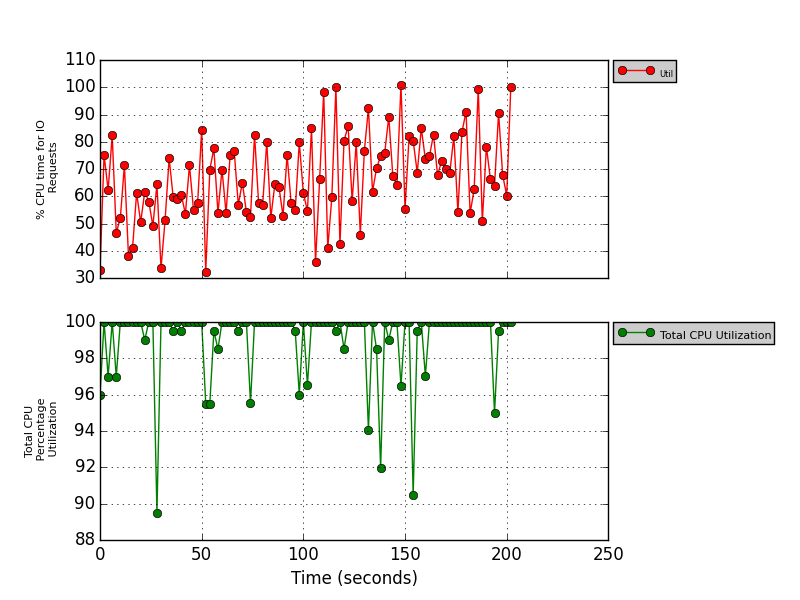 110
100
90
80
70
60
50
40
30
% CPU time for IO
Requests
Util
100
98
96
94
92
90
88
Total CPU
Percentage
Utilization
Total CPU Utilization
0
50
100
150
200
250
Time (seconds)